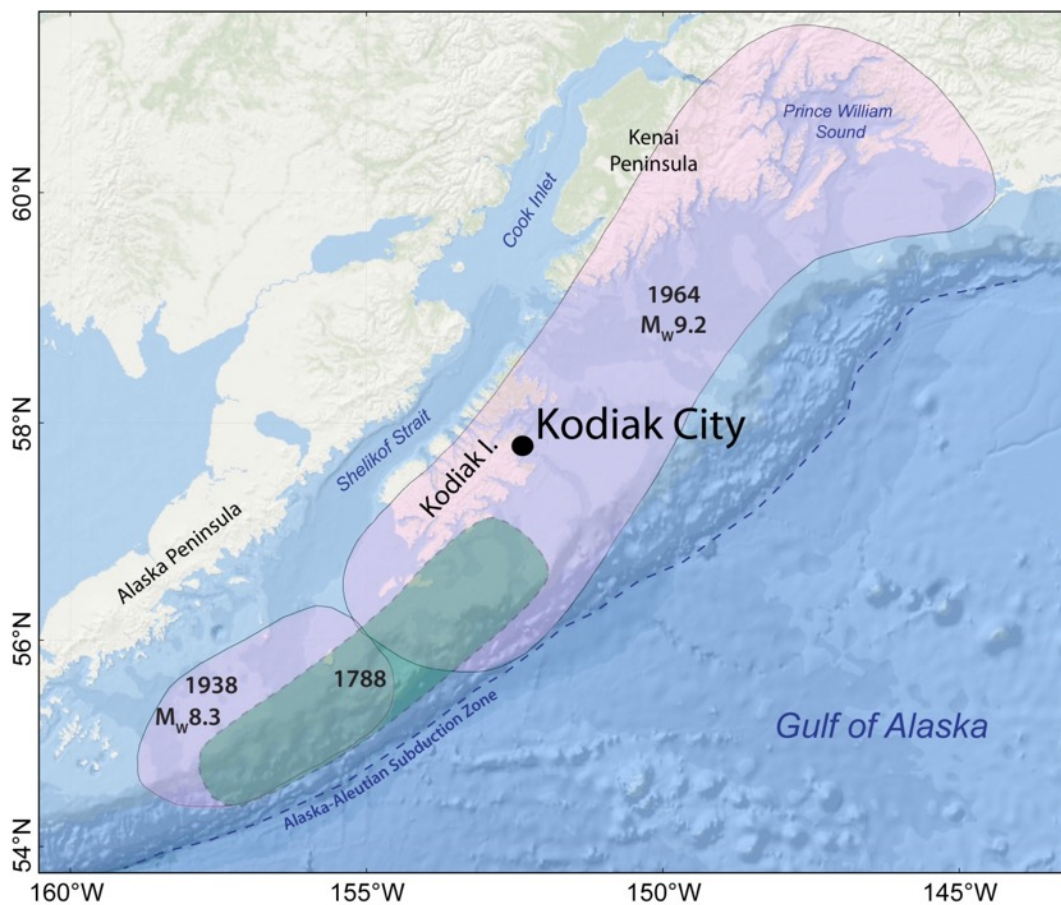 Prince William
Sound
Kenai
Peninsula
60°N
Cook Inlet
1964
Mw9.2
58°N
Kodiak City
Shelikof Strait
Kodiak I.
Alaska Peninsula
56°N
1938
Mw8.3
1788
Alaska-Aleutian Subduction Zone
Gulf of Alaska
54°N
160°W
155°W
150°W
145°W